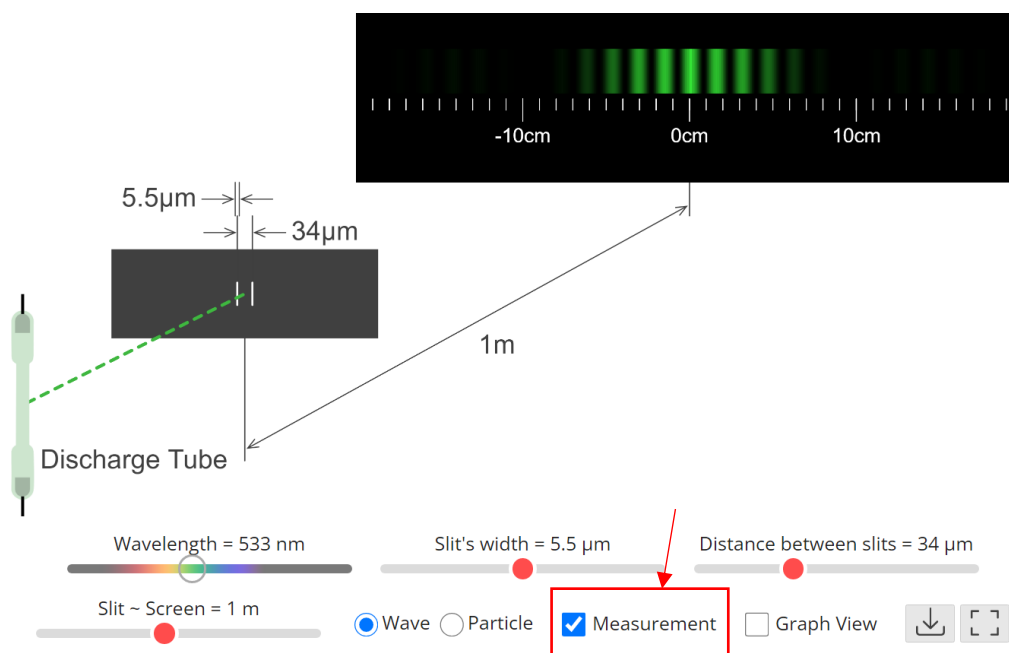 -10cm 0cm 10cm
5.5μm
34μm
1m
Discharge Tube
Wavelength = 533 nm Slit's width = 5.5 μm Distance between slits = 34 μm
Slit ~ Screen = 1 m
Wave Particle Measurement Graph View